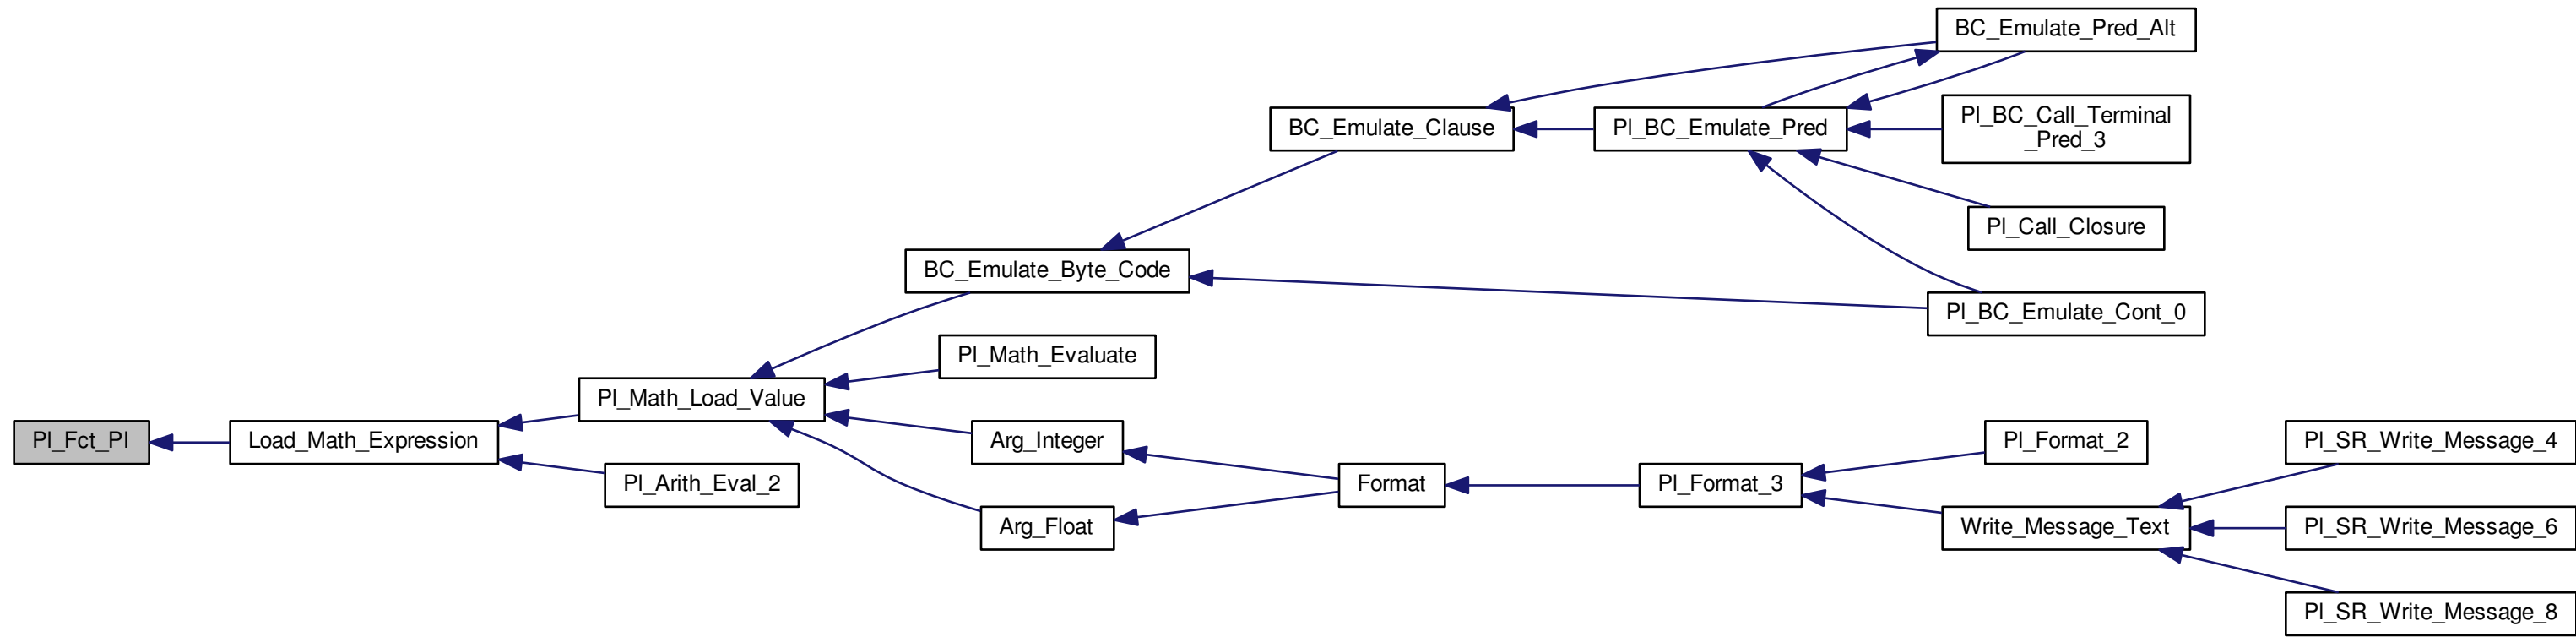 BC_Emulate_Pred_Alt
BC_Emulate_Clause
Pl_BC_Emulate_Pred
Pl_BC_Call_Terminal
_Pred_3
Pl_Call_Closure
BC_Emulate_Byte_Code
Pl_BC_Emulate_Cont_0
Pl_Math_Evaluate
Pl_Math_Load_Value
Pl_Fct_PI
Load_Math_Expression
Arg_Integer
Pl_Format_2
Pl_SR_Write_Message_4
Pl_Arith_Eval_2
Format
Pl_Format_3
Arg_Float
Write_Message_Text
Pl_SR_Write_Message_6
Pl_SR_Write_Message_8